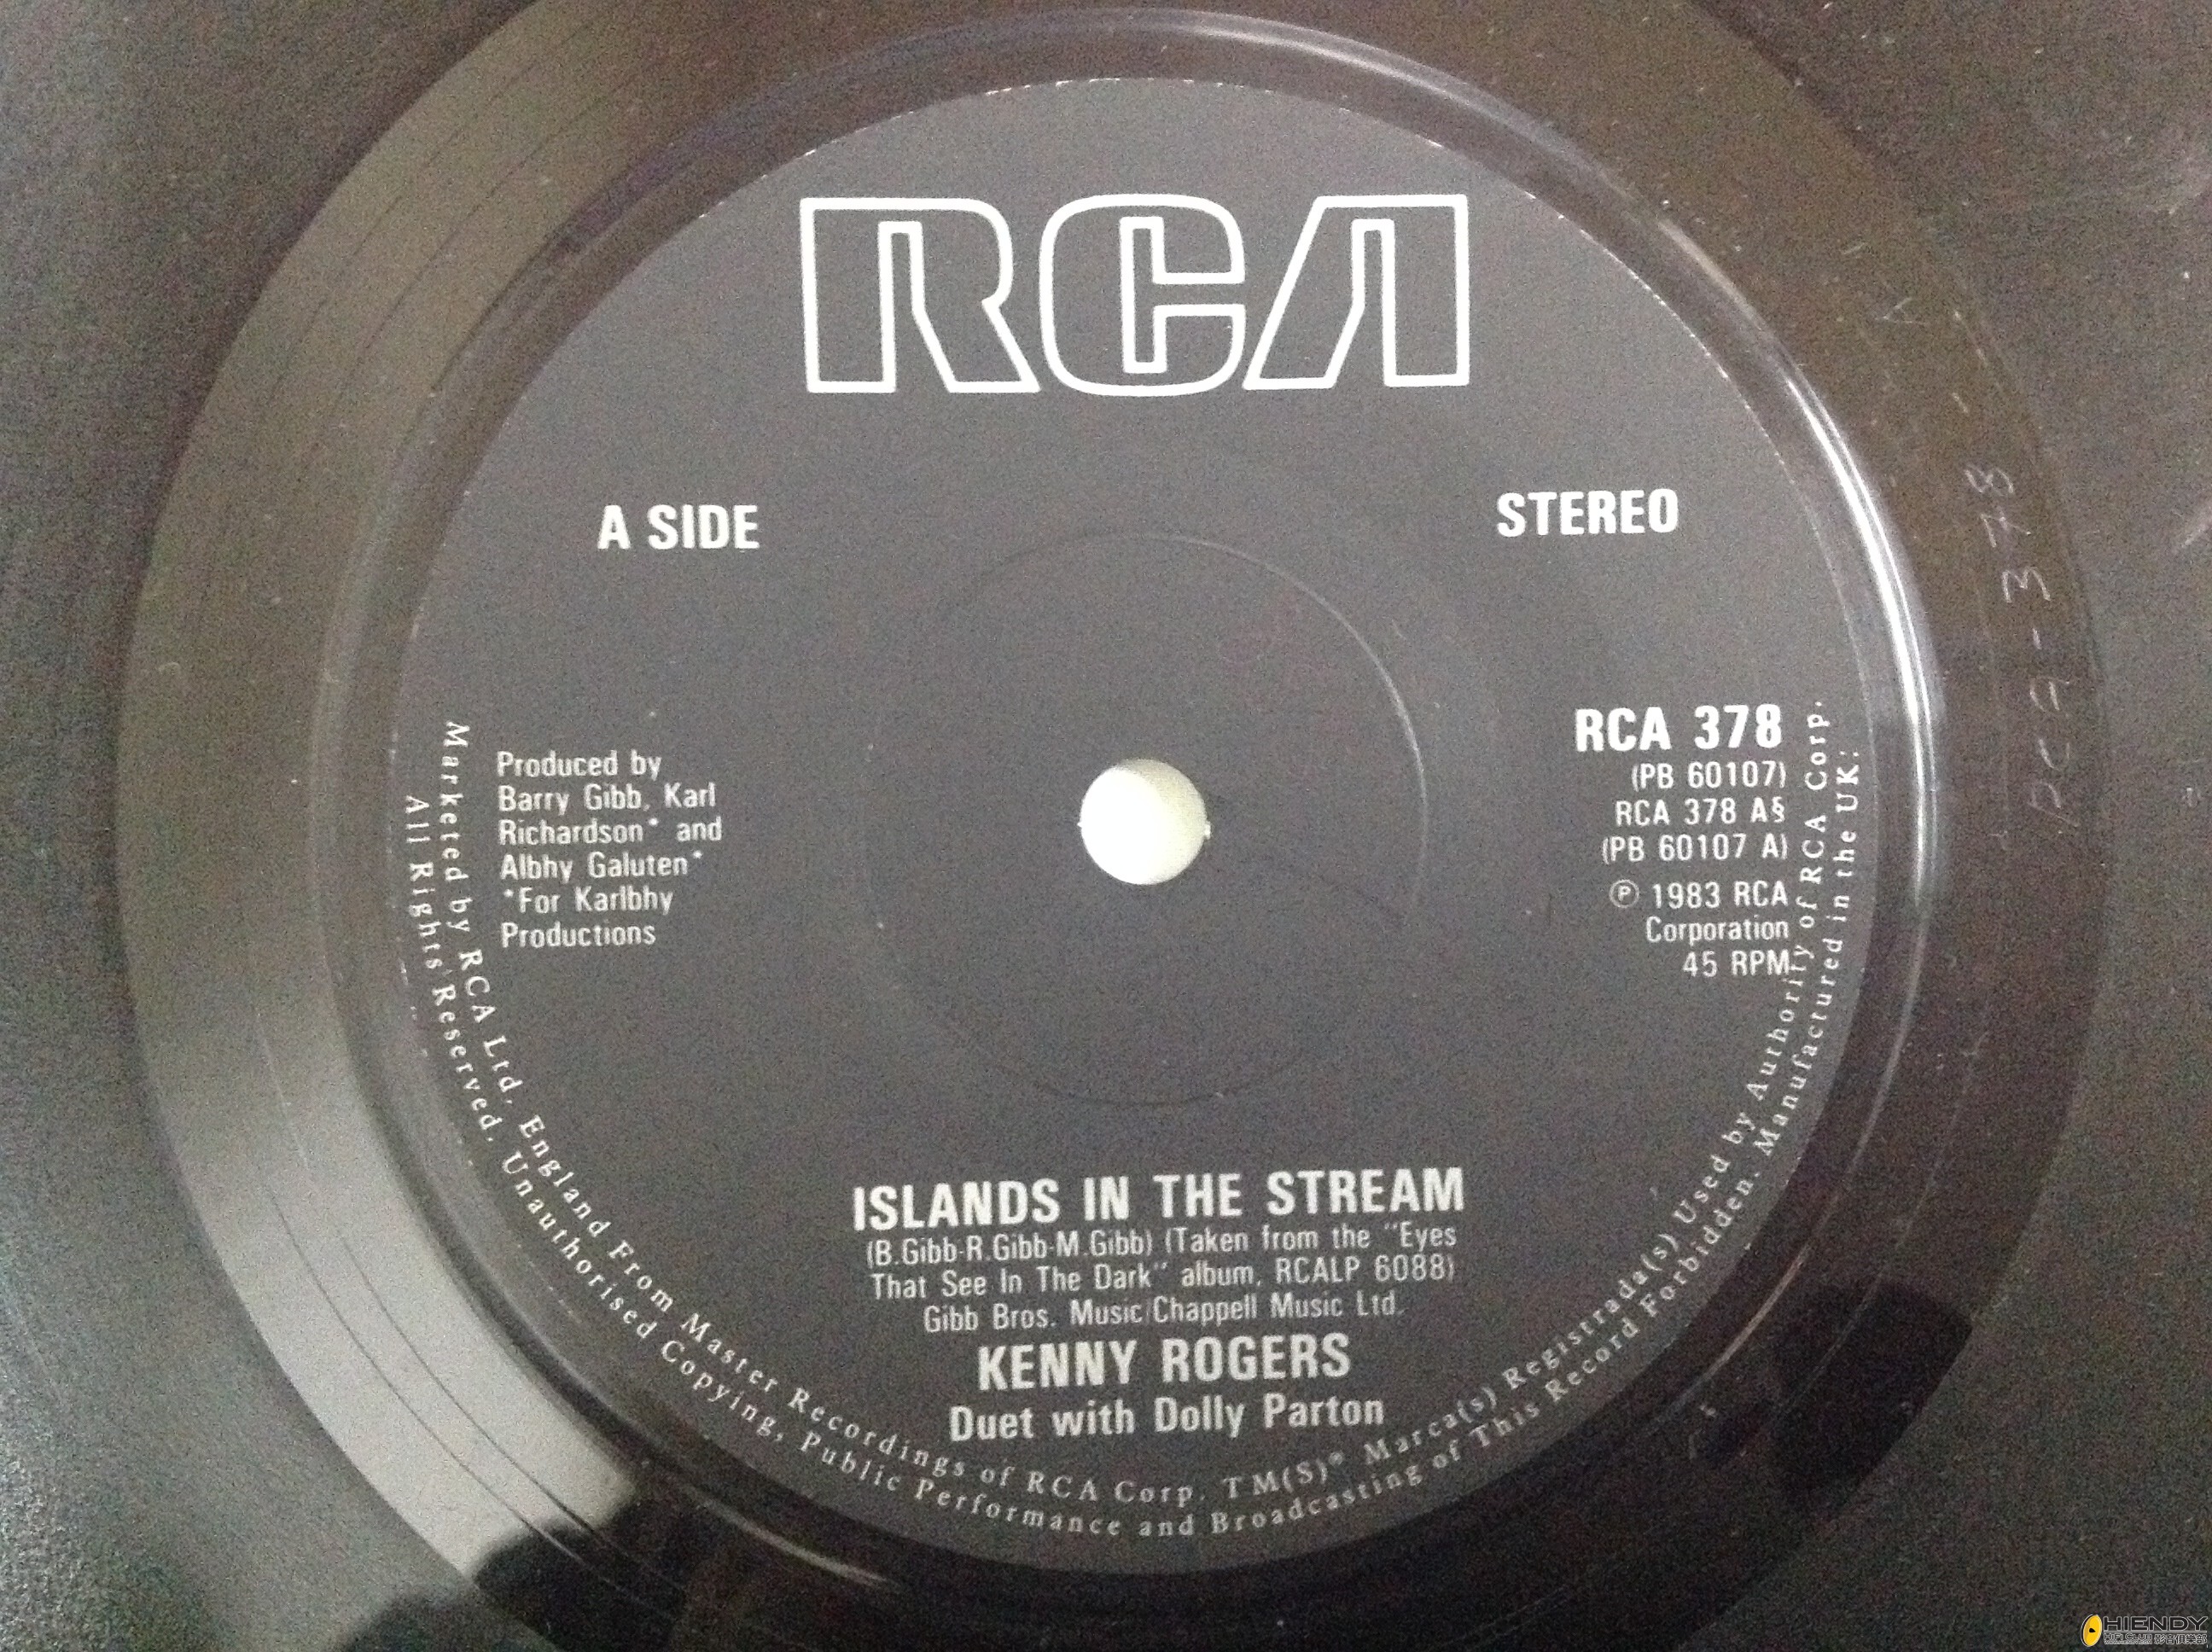 RCA
A SIDE
STEREO
Produced by
Barry Gibb, Karl
Richardson* and
Albhy Galuten*
*For Karlbhy
Productions
RCA 378
(PB 60107)
RCA 378 A§
(PB 60107 A)
℗ 1983 RCA
Corporation
45 RPM
ISLANDS IN THE STREAM
(B.Gibb-R.Gibb-M.Gibb) (Taken from the "Eyes
That See In The Dark" album, RCALP 6088)
Gibb Bros. Music/Chappell Music Ltd.
KENNY ROGERS
Duet with Dolly Parton
Marketed by RCA Ltd, England From Master Recordings of RCA Corp. TM(S)® Marca(s) Registrada(s) Used by Authority of RCA Corp.
All Rights Reserved. Unauthorised Copying, Public Performance and Broadcasting of This Record Forbidden. Manufactured in the UK.
RCA-378
HIENDY